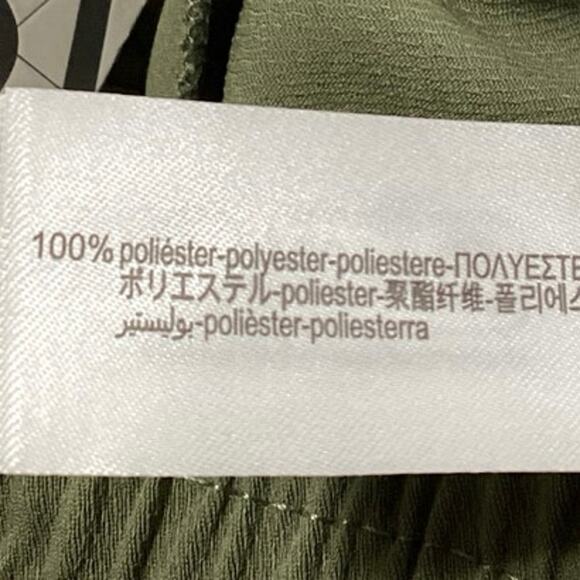 100% poliéster-polyester-poliestere-ΠΟΛΥΕΣΤΕ
ポリエステル-poliester-聚酯纤维-폴리에스
بوليستير-polièster-poliesterra